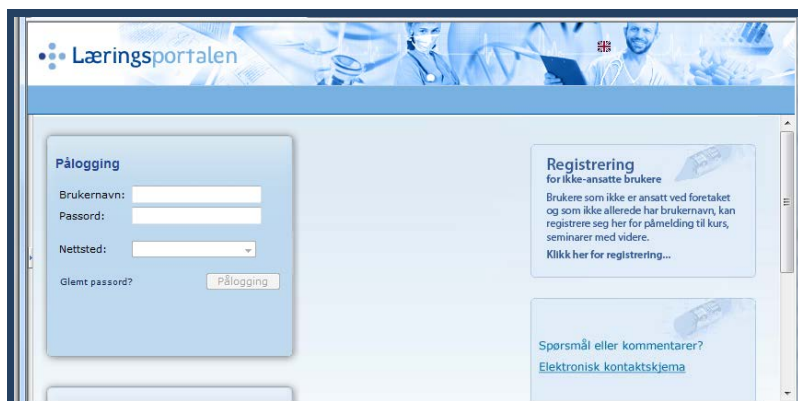 Læringsportalen
Pålogging
Brukernavn:
Passord:
Nettsted:
Glemt passord?
Pålogging
Registrering
for ikke-ansatte brukere
Brukere som ikke er ansatt ved foretaket
og som ikke allerede har brukernavn, kan
registrere seg her for påmelding til kurs,
seminarer med videre.
Klikk her for registrering...
Spørsmål eller kommentarer?
Elektronisk kontaktskjema